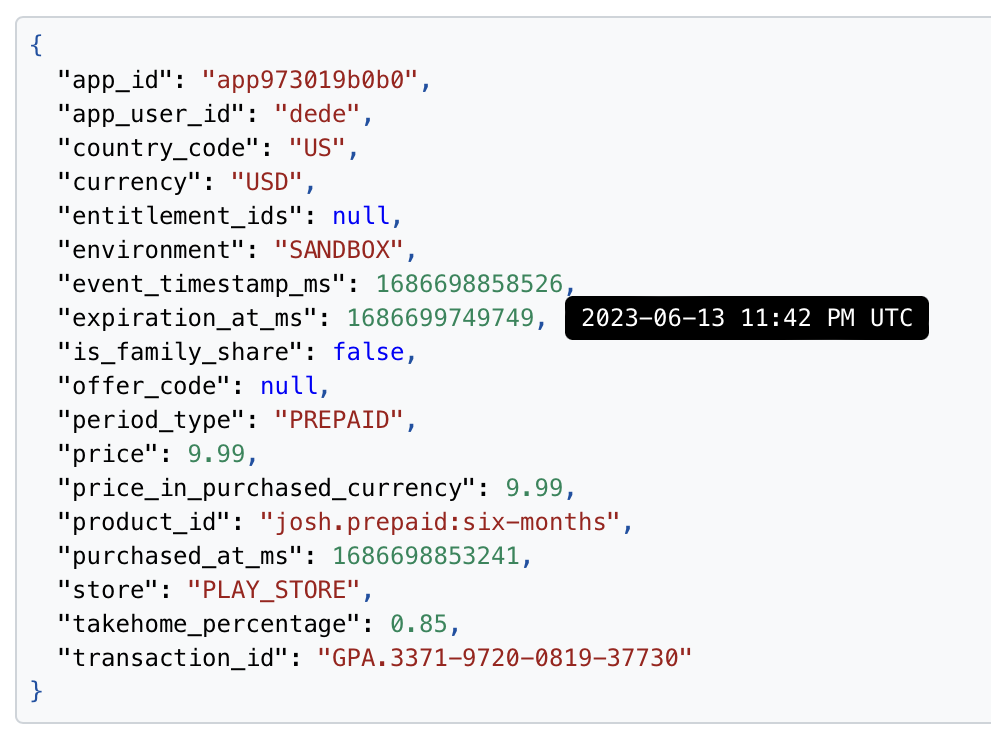 {
  "app_id": "app973019b0b0",
  "app_user_id": "dede",
  "country_code": "US",
  "currency": "USD",
  "entitlement_ids": null,
  "environment": "SANDBOX",
  "event_timestamp_ms": 1686698858526,
  "expiration_at_ms": 1686699749749, 2023-06-13 11:42 PM UTC
  "is_family_share": false,
  "offer_code": null,
  "period_type": "PREPAID",
  "price": 9.99,
  "price_in_purchased_currency": 9.99,
  "product_id": "josh.prepaid:six-months",
  "purchased_at_ms": 1686698853241,
  "store": "PLAY_STORE",
  "takehome_percentage": 0.85,
  "transaction_id": "GPA.3371-9720-0819-37730"
}